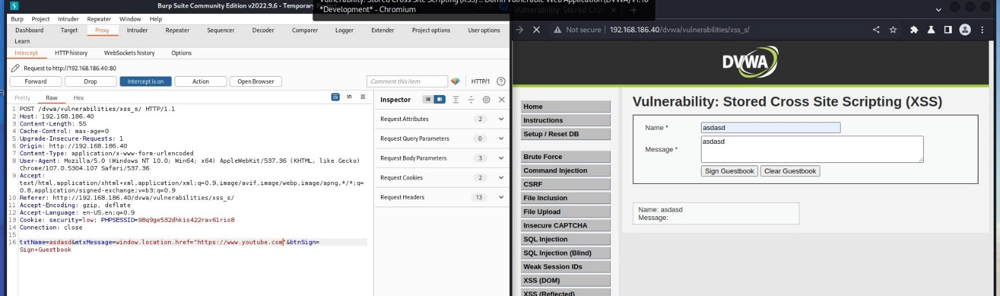 Burp Suite Community Edition v2022.9.6 - Temporary
Burp Project Intruder Repeater Window Help
Dashboard Target Proxy Intruder Repeater Sequencer Decoder Comparer Logger Extender Project options User options
Learn
Intercept HTTP history WebSockets history Options
Request to http://192.168.186.40:80
Forward Drop Intercept is on Action Open Browser Comment this item HTTP/1 ?
Pretty Raw Hex \n
1 POST /dvwa/vulnerabilities/xss_s/ HTTP/1.1
2 Host: 192.168.186.40
3 Content-Length: 55
4 Cache-Control: max-age=0
5 Upgrade-Insecure-Requests: 1
6 Origin: http://192.168.186.40
7 Content-Type: application/x-www-form-urlencoded
8 User-Agent: Mozilla/5.0 (Windows NT 10.0; Win64; x64) AppleWebKit/537.36 (KHTML, like Gecko)
Chrome/107.0.5304.107 Safari/537.36
9 Accept:
text/html,application/xhtml+xml,application/xml;q=0.9,image/avif,image/webp,image/apng,*/*;q=
0.8,application/signed-exchange;v=b3;q=0.9
10 Referer: http://192.168.186.40/dvwa/vulnerabilities/xss_s/
11 Accept-Encoding: gzip, deflate
12 Accept-Language: en-US,en;q=0.9
13 Cookie: security=low; PHPSESSID=98q9ge532dhkis422rav61rio8
14 Connection: close
15
16 txtName=asdasd&mtxMessage=window.location.href="https://www.youtube.com"&btnSign=
Sign+Guestbook
Inspector
Request Attributes 2
Request Query Parameters 0
Request Body Parameters 3
Request Cookies 2
Request Headers 13
Vulnerability: Stored Cross Site Scripting (XSS) :: Damn Vulnerable Web Application (DVWA) v1.10
*Development* - Chromium
Vulnerability: Stored Cro
Not secure 192.168.186.40/dvwa/vulnerabilities/xss_s/
DVWA
Home
Instructions
Setup / Reset DB
Brute Force
Command Injection
CSRF
File Inclusion
File Upload
Insecure CAPTCHA
SQL Injection
SQL Injection (Blind)
Weak Session IDs
XSS (DOM)
XSS (Reflected)
Vulnerability: Stored Cross Site Scripting (XSS)
Name * asdasd
Message * asdasd
Sign Guestbook Clear Guestbook
Name: asdasd
Message: